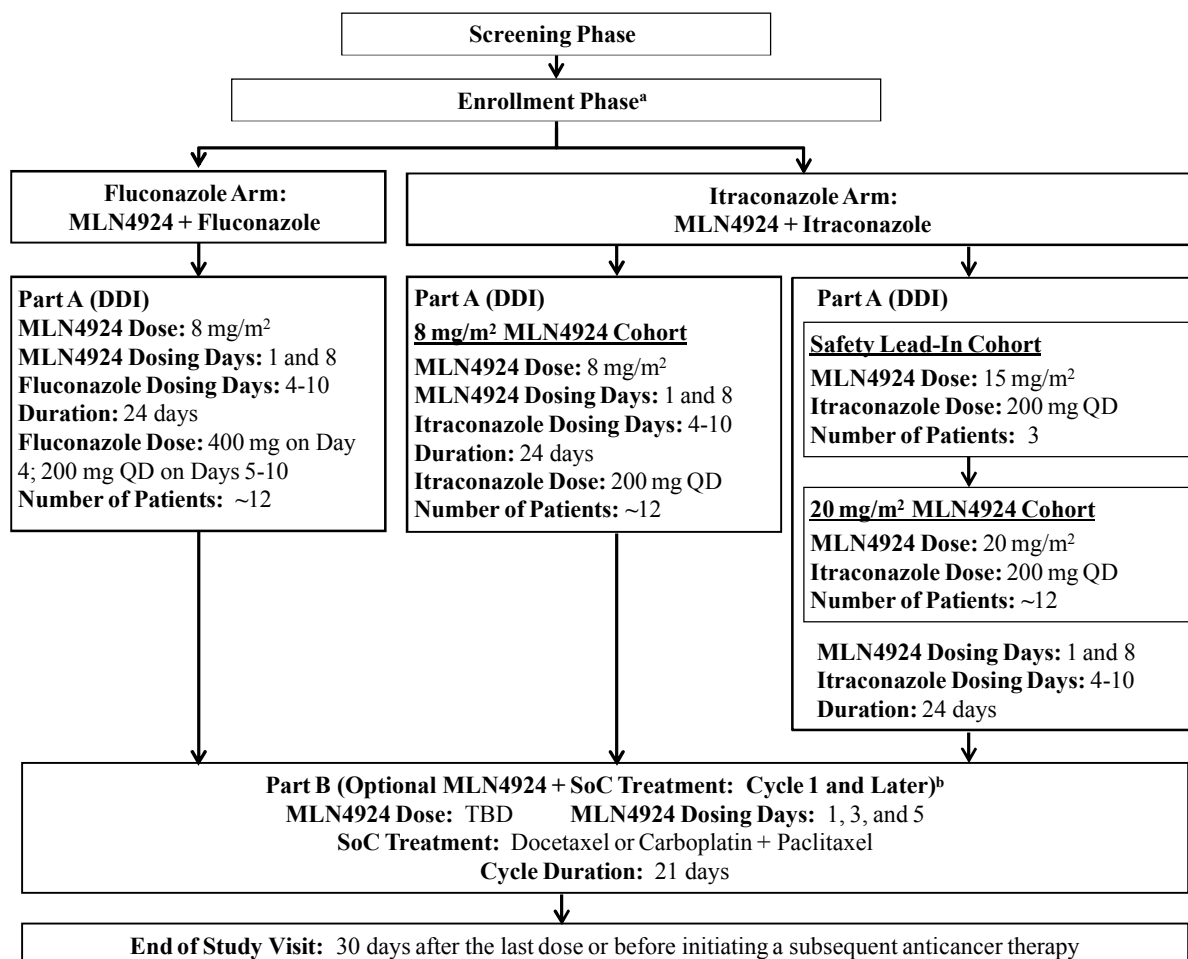 Screening Phase
Enrollment Phaseᵃ
Fluconazole Arm:
MLN4924 + Fluconazole
Itraconazole Arm:
MLN4924 + Itraconazole
Part A (DDI)
MLN4924 Dose: 8 mg/m²
MLN4924 Dosing Days: 1 and 8
Fluconazole Dosing Days: 4-10
Duration: 24 days
Fluconazole Dose: 400 mg on Day
4; 200 mg QD on Days 5-10
Number of Patients: ~12
Part A (DDI)
8 mg/m² MLN4924 Cohort
MLN4924 Dose: 8 mg/m²
MLN4924 Dosing Days: 1 and 8
Itraconazole Dosing Days: 4-10
Duration: 24 days
Itraconazole Dose: 200 mg QD
Number of Patients: ~12
Part A (DDI)
Safety Lead-In Cohort
MLN4924 Dose: 15 mg/m²
Itraconazole Dose: 200 mg QD
Number of Patients: 3
20 mg/m² MLN4924 Cohort
MLN4924 Dose: 20 mg/m²
Itraconazole Dose: 200 mg QD
Number of Patients: ~12
MLN4924 Dosing Days: 1 and 8
Itraconazole Dosing Days: 4-10
Duration: 24 days
Part B (Optional MLN4924 + SoC Treatment: Cycle 1 and Later)ᵇ
MLN4924 Dose: TBD MLN4924 Dosing Days: 1, 3, and 5
SoC Treatment: Docetaxel or Carboplatin + Paclitaxel
Cycle Duration: 21 days
End of Study Visit: 30 days after the last dose or before initiating a subsequent anticancer therapy